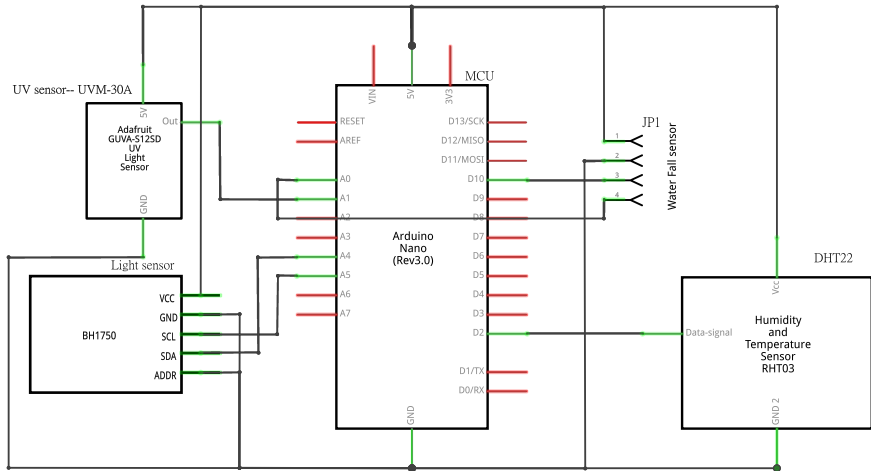 MCU
UV sensor-- UVM-30A
5V
Out
Adafruit
GUVA-S12SD
UV
Light
Sensor
GND
Light sensor
BH1750
VCC
GND
SCL
SDA
ADDR
VIN
5V
3V3
RESET
AREF
A0
A1
A2
A3
A4
A5
A6
A7
Arduino
Nano
(Rev3.0)
D13/SCK
D12/MISO
D11/MOSI
D10
D9
D8
D7
D6
D5
D4
D3
D2
D1/TX
D0/RX
GND
JP1
1
2
3
4
Water Fall sensor
DHT22
Vcc
Data-signal
Humidity
and
Temperature
Sensor
RHT03
GND 2